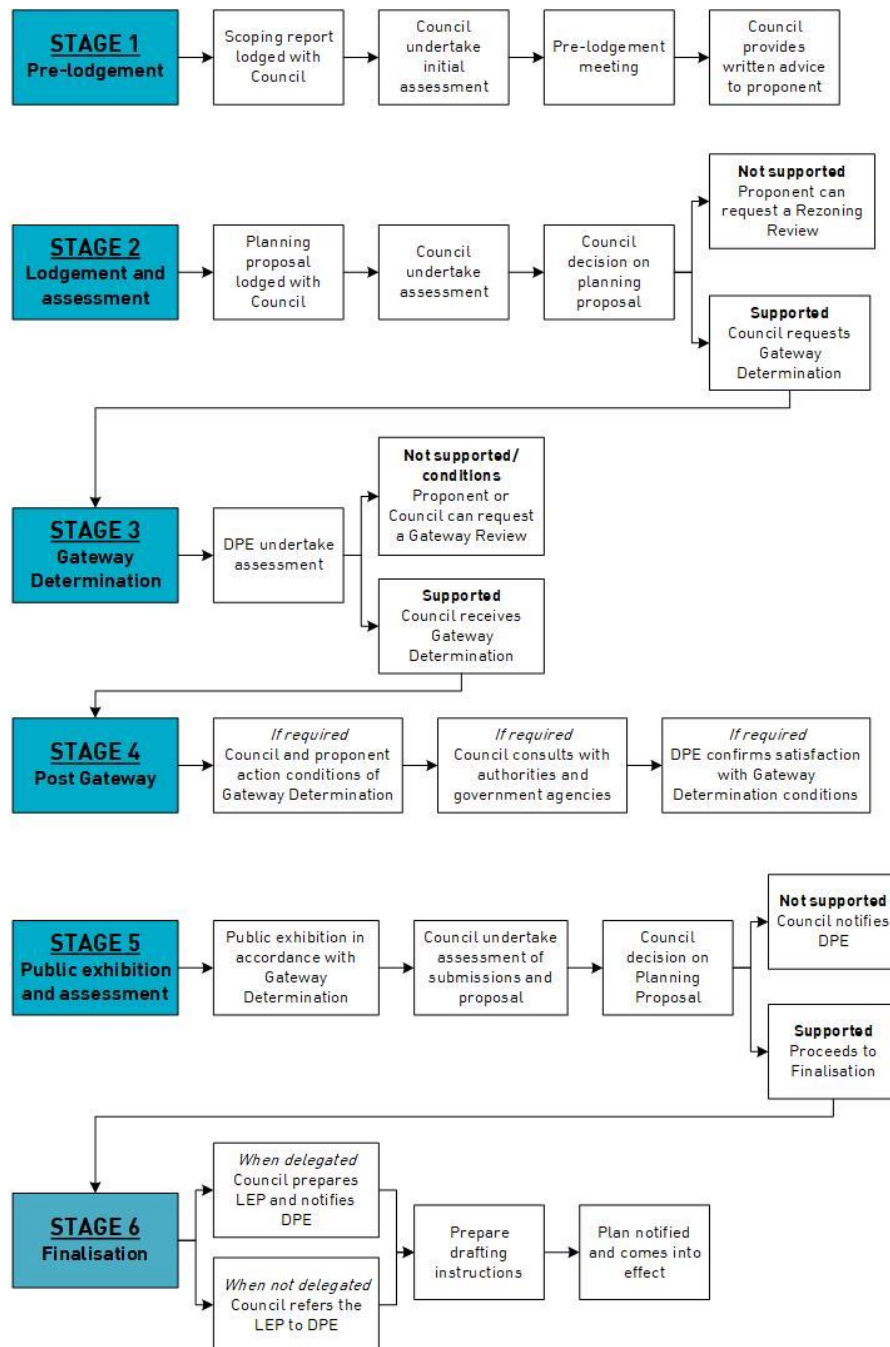 STAGE 1
Pre-lodgement
Scoping report
lodged with
Council
Council
undertake
initial
assessment
Pre-lodgement
meeting
Council
provides
written advice
to proponent
Not supported
Proponent can
request a Rezoning
Review
STAGE 2
Lodgement and
assessment
Planning
proposal
lodged with
Council
Council
undertake
assessment
Council
decision on
planning
proposal
Supported
Council requests
Gateway
Determination
Not supported/
conditions
Proponent or
Council can request
a Gateway Review
STAGE 3
Gateway
Determination
DPE undertake
assessment
Supported
Council receives
Gateway
Determination
STAGE 4
Post Gateway
If required
Council and proponent
action conditions of
Gateway Determination
If required
Council consults with
authorities and
government agencies
If required
DPE confirms satisfaction
with Gateway
Determination conditions
Not supported
Council notifies
DPE
STAGE 5
Public exhibition
and assessment
Public exhibition in
accordance with
Gateway
Determination
Council undertake
assessment of
submissions and
proposal
Council
decision on
Planning
Proposal
Supported
Proceeds to
Finalisation
When delegated
Council prepares
LEP and notifies
DPE
STAGE 6
Finalisation
When not delegated
Council refers the
LEP to DPE
Prepare
drafting
instructions
Plan notified
and comes into
effect